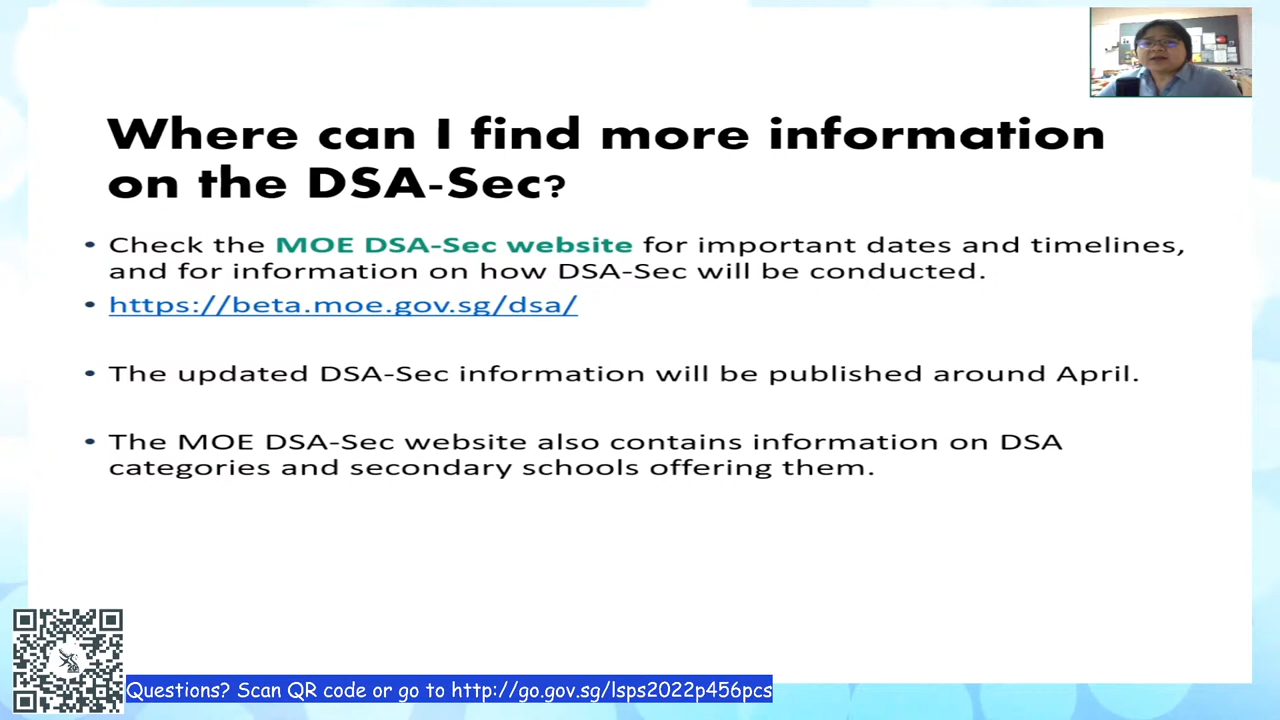 Where can I find more information
on the DSA-Sec?
• Check the MOE DSA-Sec website for important dates and timelines,
and for information on how DSA-Sec will be conducted.
• https://beta.moe.gov.sg/dsa/
• The updated DSA-Sec information will be published around April.
• The MOE DSA-Sec website also contains information on DSA
categories and secondary schools offering them.
Questions? Scan QR code or go to http://go.gov.sg/lsps2022p456pcs